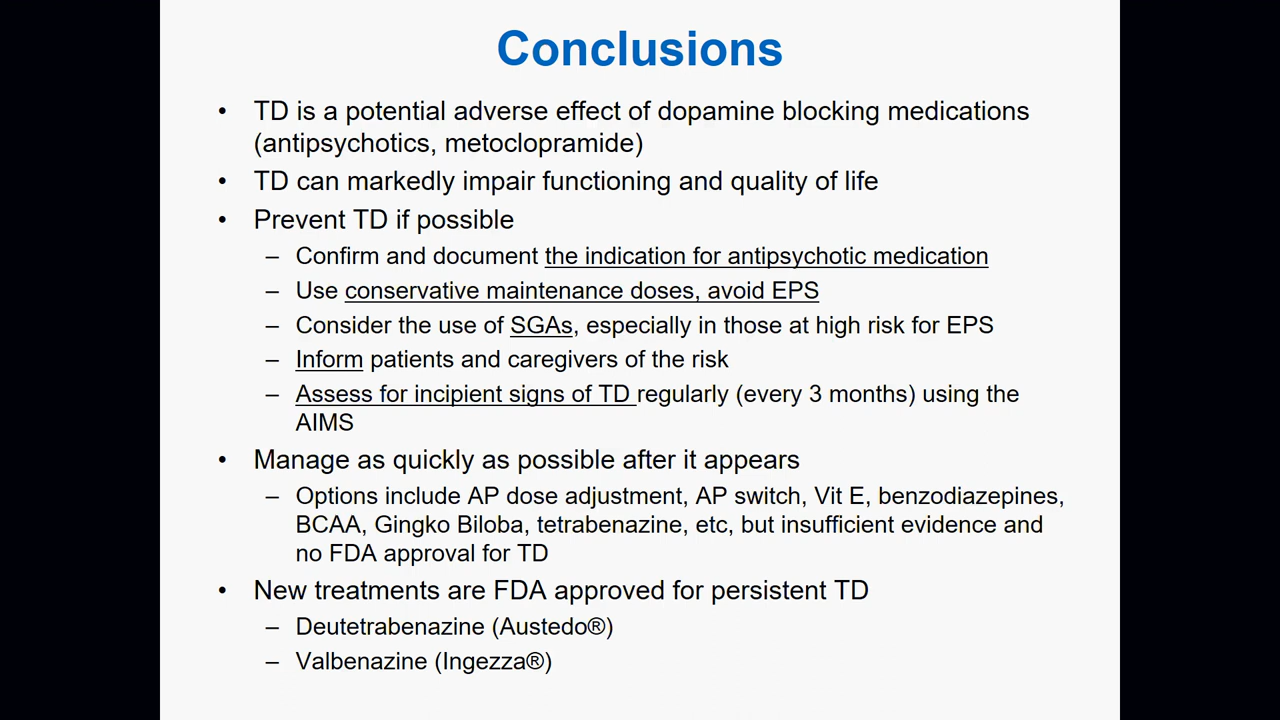 Conclusions
• TD is a potential adverse effect of dopamine blocking medications
(antipsychotics, metoclopramide)
• TD can markedly impair functioning and quality of life
• Prevent TD if possible
– Confirm and document the indication for antipsychotic medication
– Use conservative maintenance doses, avoid EPS
– Consider the use of SGAs, especially in those at high risk for EPS
– Inform patients and caregivers of the risk
– Assess for incipient signs of TD regularly (every 3 months) using the
AIMS
• Manage as quickly as possible after it appears
– Options include AP dose adjustment, AP switch, Vit E, benzodiazepines,
BCAA, Gingko Biloba, tetrabenazine, etc, but insufficient evidence and
no FDA approval for TD
• New treatments are FDA approved for persistent TD
– Deutetrabenazine (Austedo®)
– Valbenazine (Ingezza®)